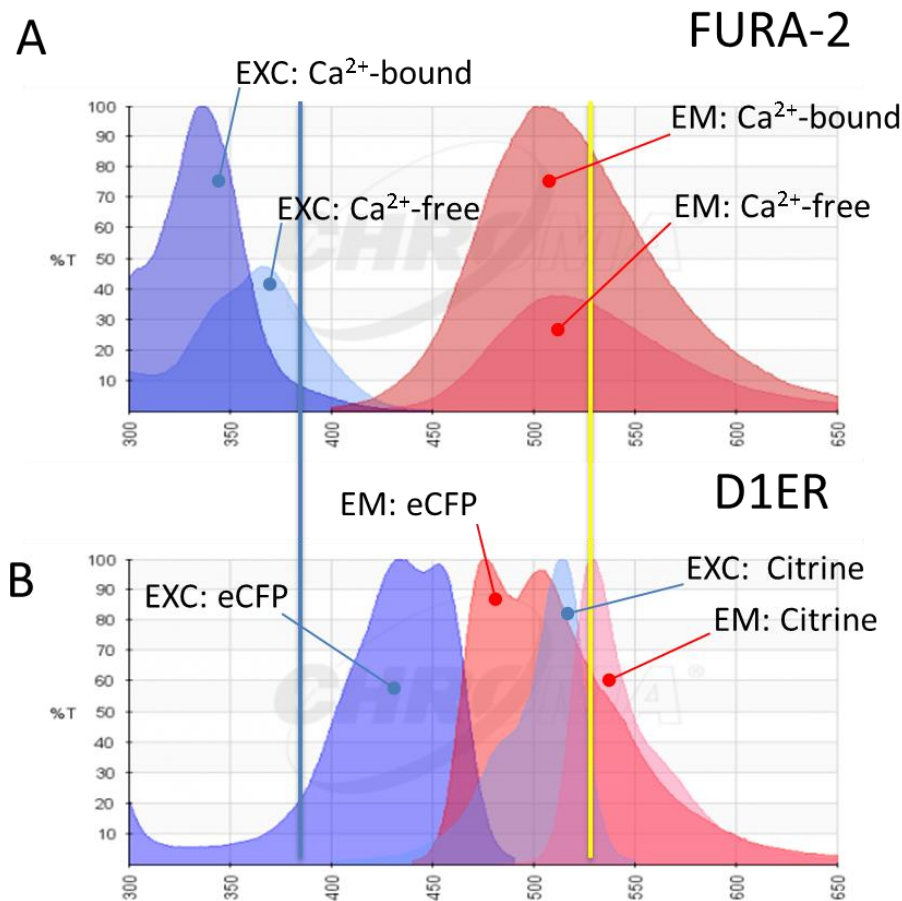 A
FURA-2
EXC: Ca²⁺-bound
100
90
80
70
60
50
40
30
20
10
%T
EM: Ca²⁺-bound
EXC: Ca²⁺-free
EM: Ca²⁺-free
CHROMA
300
350
400
450
500
550
600
650
D1ER
EM: eCFP
B
100
90
80
70
60
50
40
30
20
10
%T
EXC: Citrine
EXC: eCFP
EM: Citrine
CHROMA®
300
350
400
450
500
550
600
650